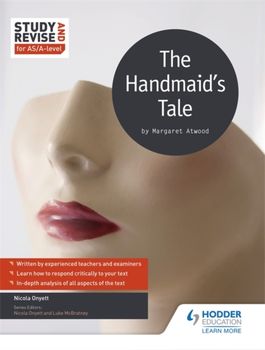 STUDY AND
REVISE
for AS/A-level
The
Handmaid's
Tale
by Margaret Atwood
• Written by experienced teachers and examiners
• Learn how to respond critically to your text
• In-depth analysis of all aspects of the text
Nicola Onyett
Series Editors:
Nicola Onyett and Luke McBratney
HODDER
EDUCATION
LEARN MORE